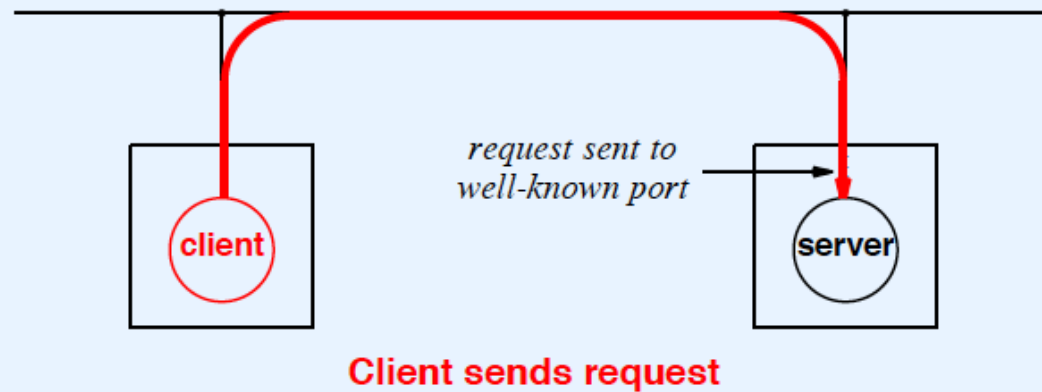 request sent to
well-known port
client
server
Client sends request